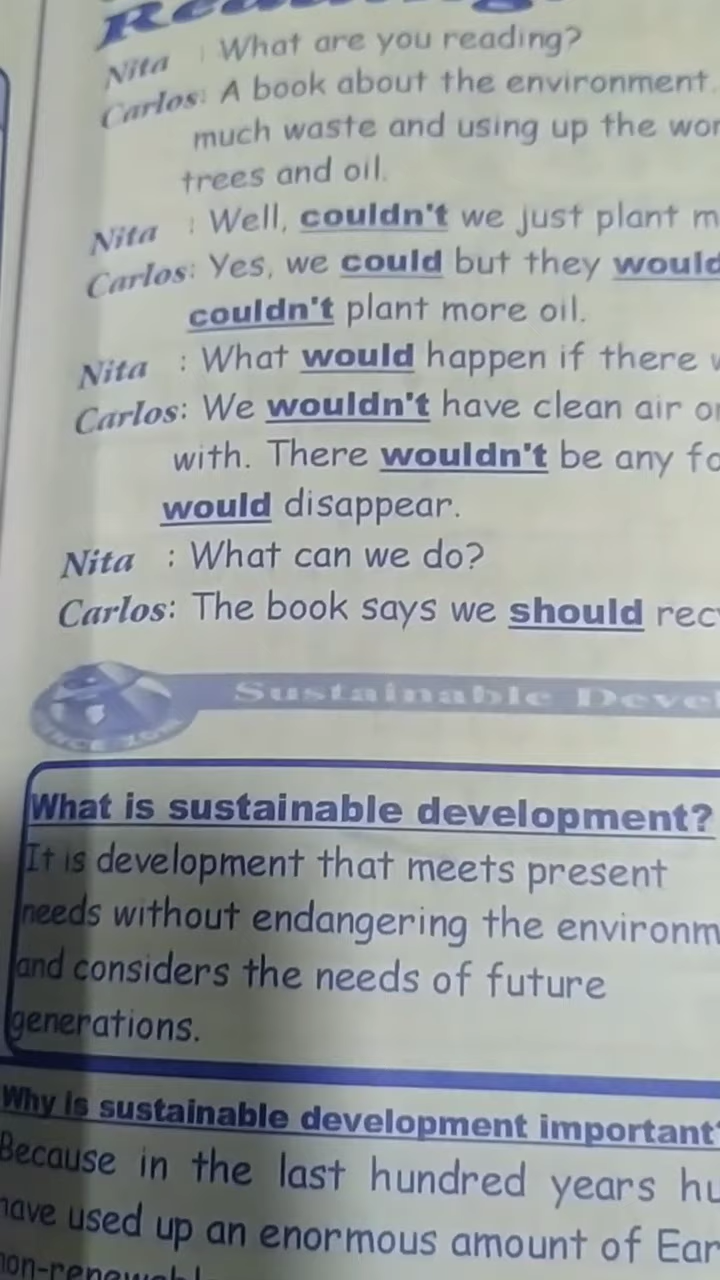 Reading
Nita : What are you reading?
Carlos: A book about the environment.
much waste and using up the
trees and oil.
Nita : Well, couldn't we just plant
Carlos: Yes, we could but they would
couldn't plant more oil.
Nita : What would happen if there
Carlos: We wouldn't have clean air
with. There wouldn't be any
would disappear.
Nita : What can we do?
Carlos: The book says we should
Sustainable
What is sustainable development?
It is development that meets present
needs without endangering the
and considers the needs of future
generations.
Why is sustainable development important?
Because in the last hundred years
have used up an enormous amount of